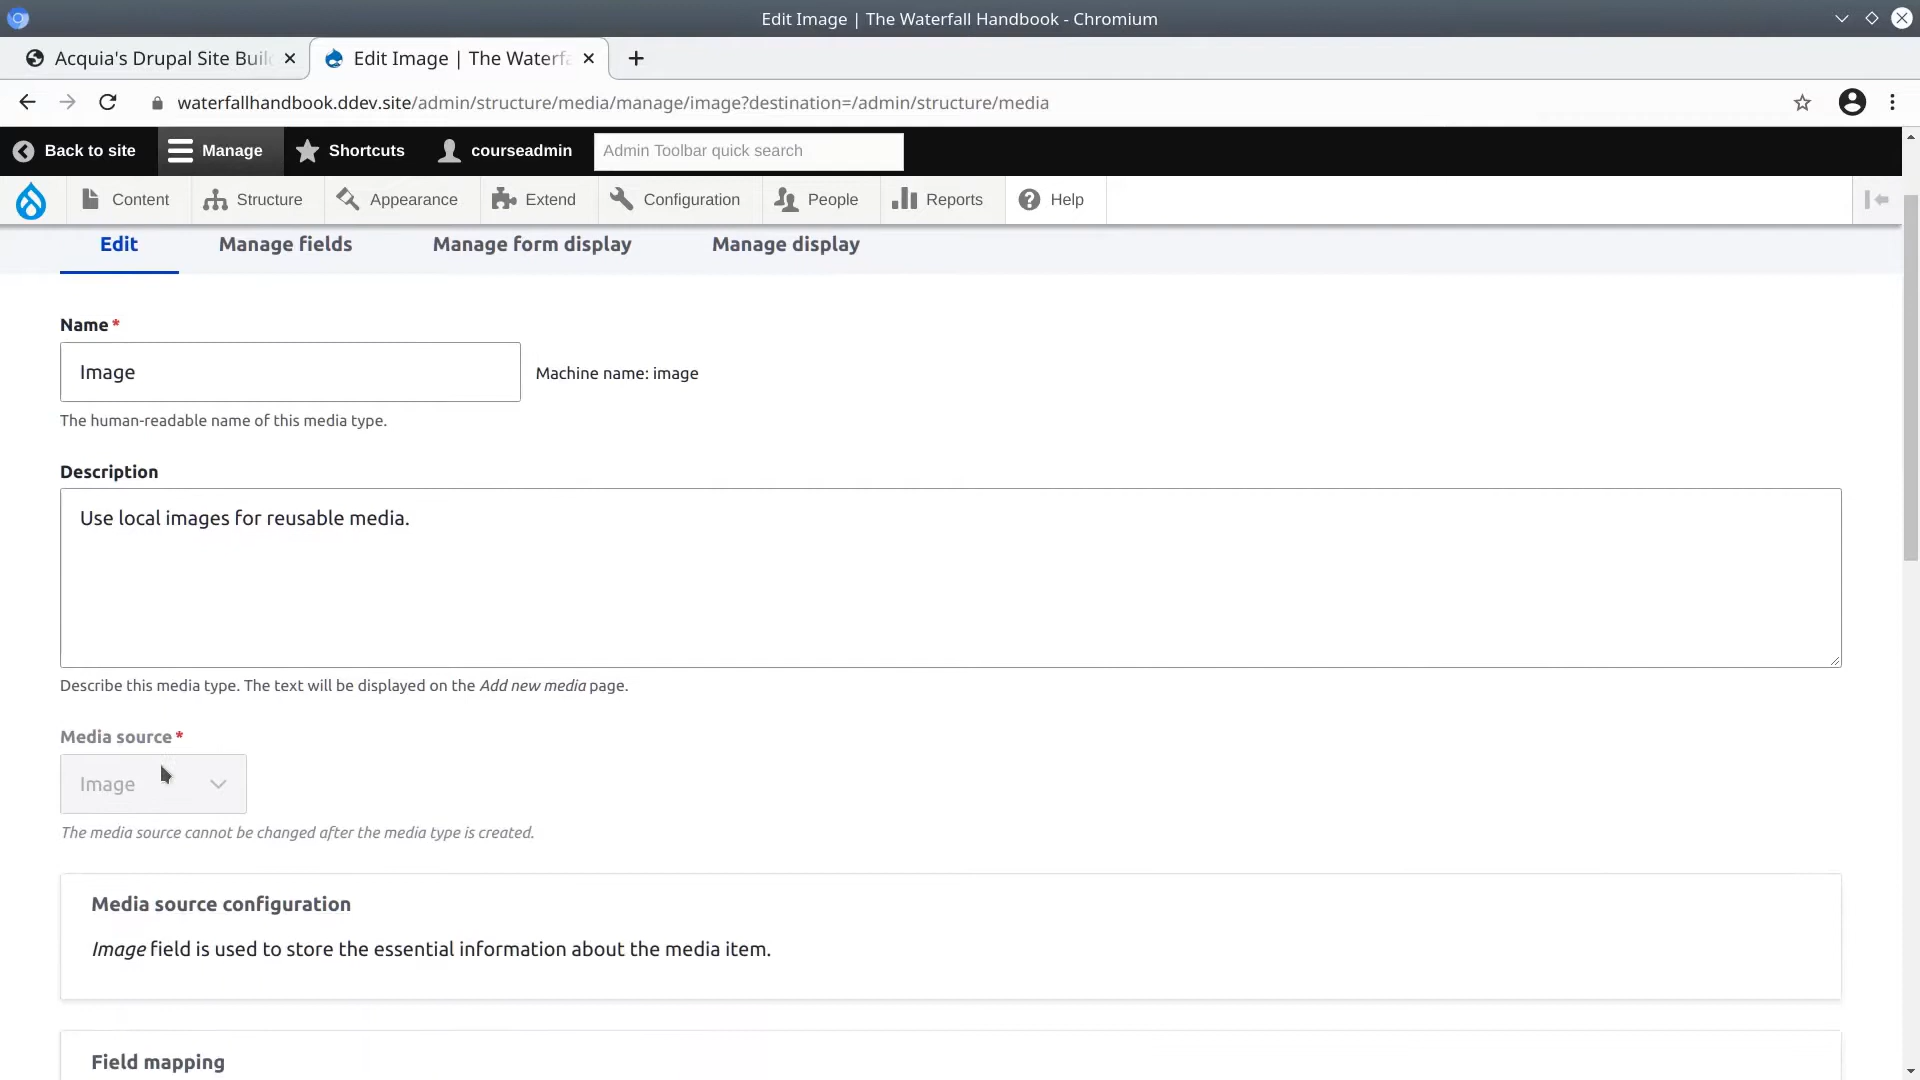 Edit Image | The Waterfall Handbook - Chromium
Acquia's Drupal Site Buil
Edit Image | The Waterfa
waterfallhandbook.ddev.site/admin/structure/media/manage/image?destination=/admin/structure/media
Back to site
Manage
Shortcuts
courseadmin
Admin Toolbar quick search
Content
Structure
Appearance
Extend
Configuration
People
Reports
Help
Edit
Manage fields
Manage form display
Manage display
Name*
Image
Machine name: image
The human-readable name of this media type.
Description
Use local images for reusable media.
Describe this media type. The text will be displayed on the Add new media page.
Media source*
Image
The media source cannot be changed after the media type is created.
Media source configuration
Image field is used to store the essential information about the media item.
Field mapping